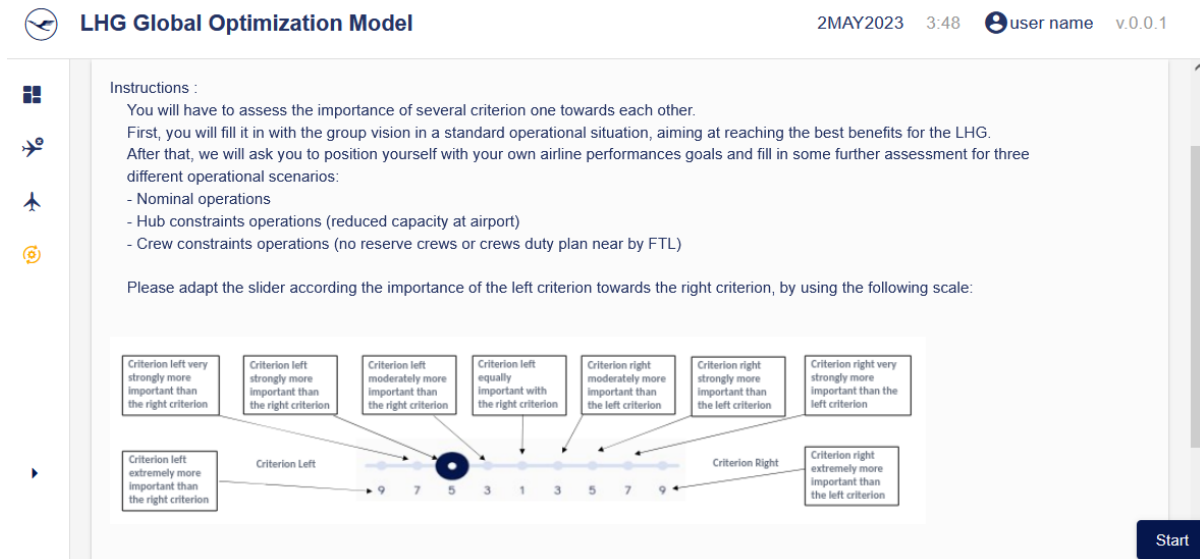 LHG Global Optimization Model
2MAY2023 3:48 user name v.0.0.1
Instructions :
You will have to assess the importance of several criterion one towards each other.
First, you will fill it in with the group vision in a standard operational situation, aiming at reaching the best benefits for the LHG.
After that, we will ask you to position yourself with your own airline performances goals and fill in some further assessment for three
different operational scenarios:
- Nominal operations
- Hub constraints operations (reduced capacity at airport)
- Crew constraints operations (no reserve crews or crews duty plan near by FTL)
Please adapt the slider according the importance of the left criterion towards the right criterion, by using the following scale:
Criterion left very
strongly more
important than
the right criterion
Criterion left
strongly more
important than
the right criterion
Criterion left
moderately more
important than
the right criterion
Criterion left
equally
important with
the right criterion
Criterion right
moderately more
important than
the left criterion
Criterion right
strongly more
important than
the left criterion
Criterion right very
strongly more
important than the
left criterion
Criterion left
extremely more
important than
the right criterion
Criterion Left
9 7 5 3 1 3 5 7 9
Criterion Right
Criterion right
extremely more
important than
the left criterion
Start